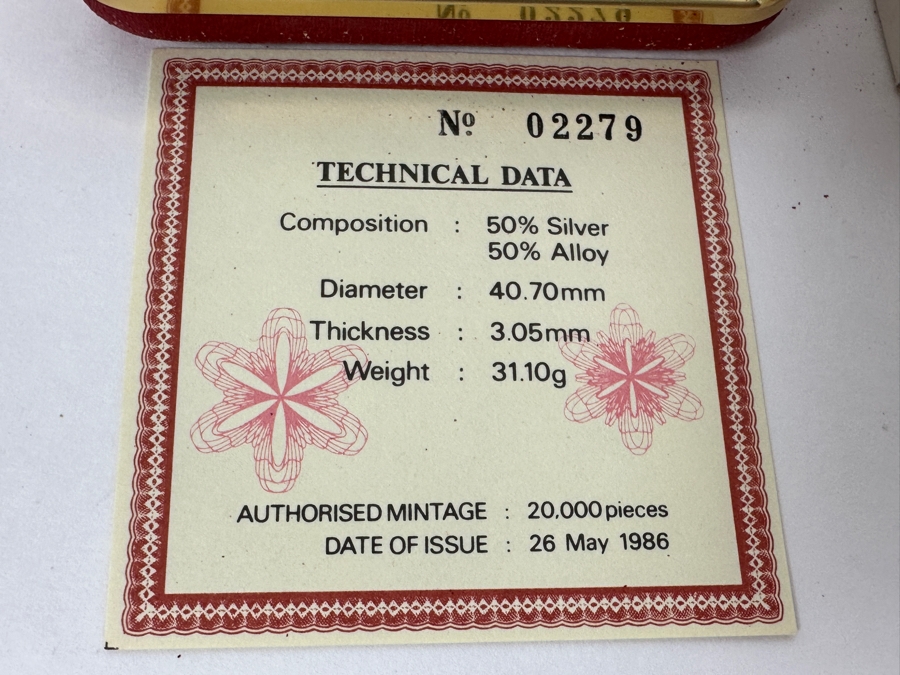 Nº 02279
TECHNICAL DATA
Composition : 50% Silver
50% Alloy
Diameter : 40.70mm
Thickness : 3.05mm
Weight : 31.10g
AUTHORISED MINTAGE : 20,000 pieces
DATE OF ISSUE : 26 May 1986